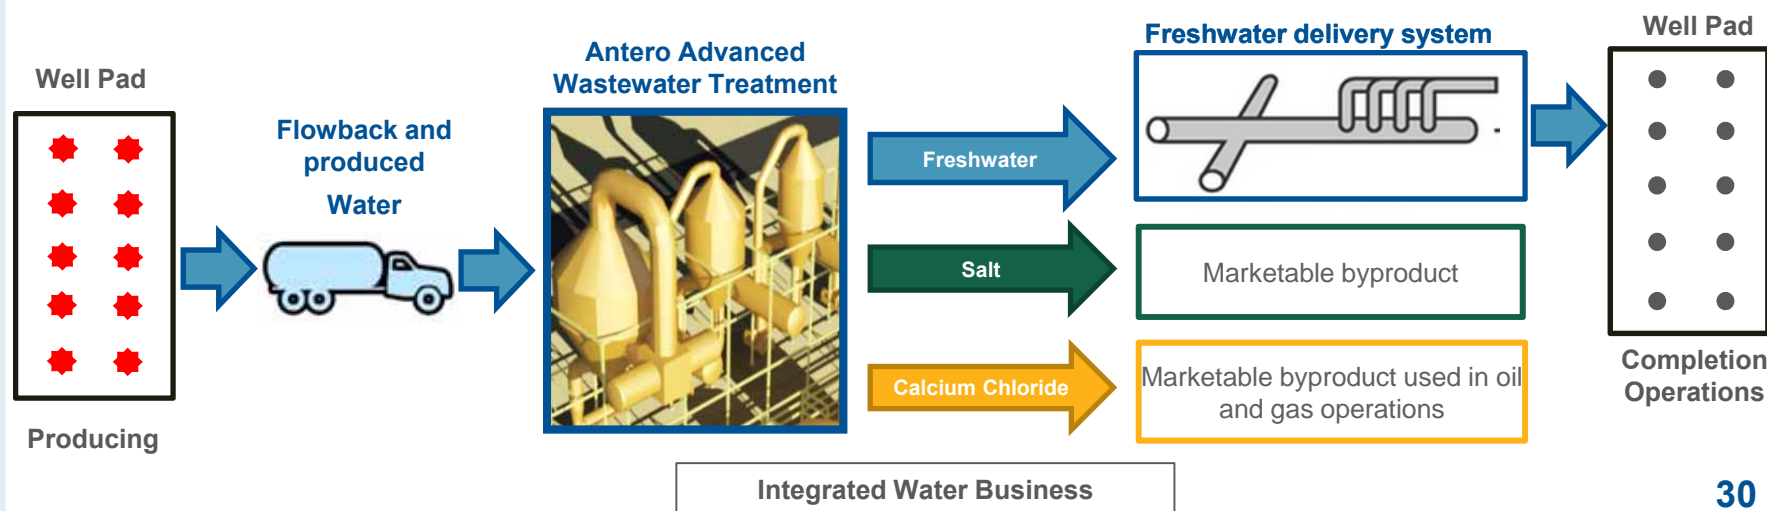 Well Pad
Producing
Flowback and
produced
Water
Antero Advanced
Wastewater Treatment
Freshwater
Salt
Calcium Chloride
Freshwater delivery system
Marketable byproduct
Marketable byproduct used in oil
and gas operations
Well Pad
Completion
Operations
Integrated Water Business
30